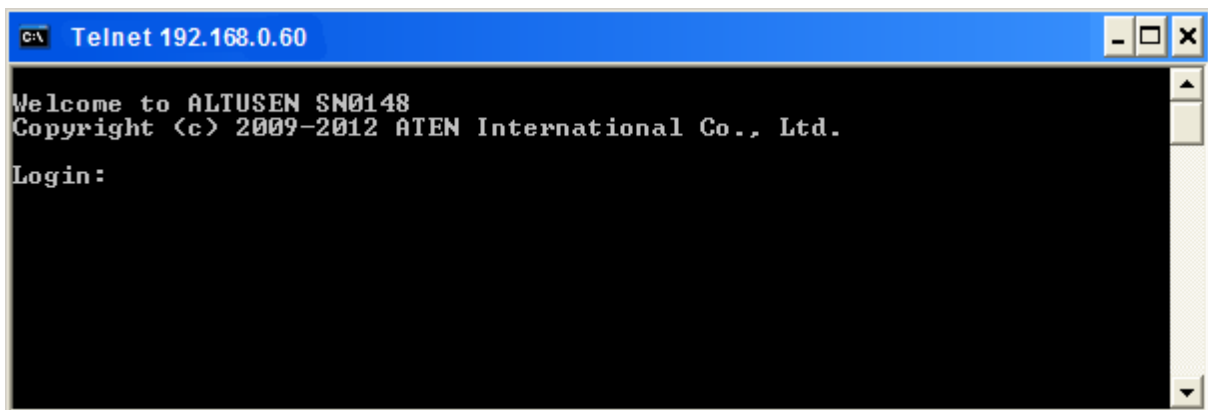 Telnet 192.168.0.60
Welcome to ALTUSEN SN0148
Copyright (c) 2009-2012 ATEN International Co., Ltd.
Login: